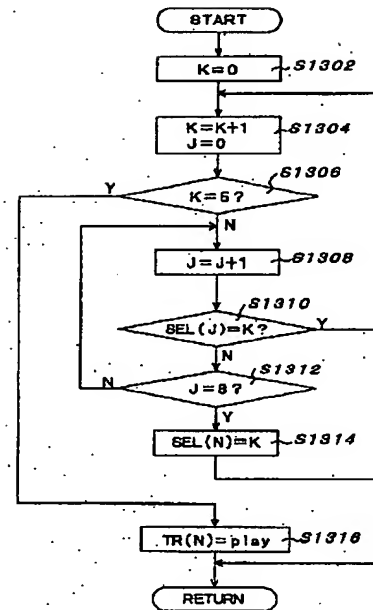 START
K=0
S1302
K=K+1
J=0
S1304
S1306
K=5?
Y
N
J=J+1
S1308
S1310
SEL(J)=K?
Y
N
S1312
J=8?
N
Y
SEL(N)=K
S1314
TR(N)=play
S1316
RETURN